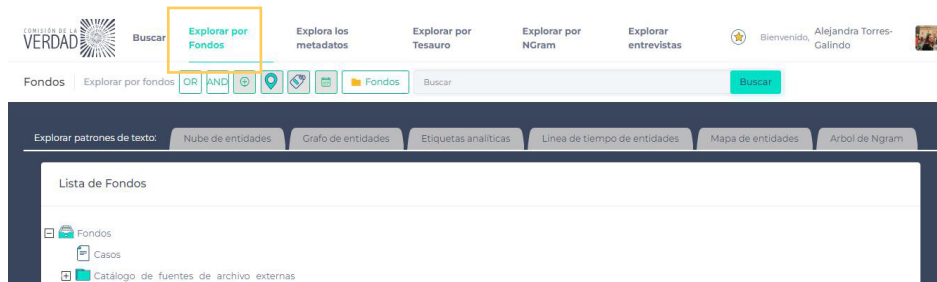 COMISIÓN DE LA
VERDAD
Buscar
Explorar por
Fondos
Explora los
metadatos
Explorar por
Tesauro
Explorar por
NGram
Explorar
entrevistas
Bienvenido,
Alejandra Torres-
Galindo
Fondos Explorar por fondos OR AND Fondos Buscar Buscar
Explorar patrones de texto: Nube de entidades Grafo de entidades Etiquetas analíticas Linea de tiempo de entidades Mapa de entidades Arbol de Ngram
Lista de Fondos
Fondos
Casos
Catálogo de fuentes de archivo externas